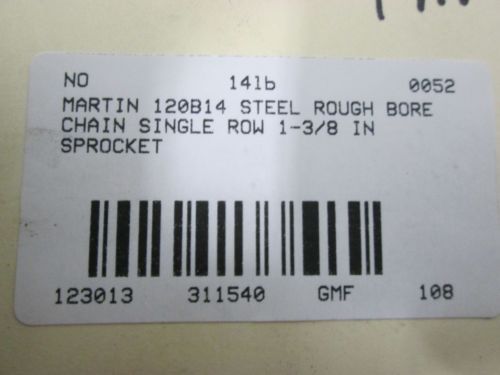 NO 14lb 0052
MARTIN 120B14 STEEL ROUGH BORE
CHAIN SINGLE ROW 1-3/8 IN
SPROCKET
123013 311540 GMF 108